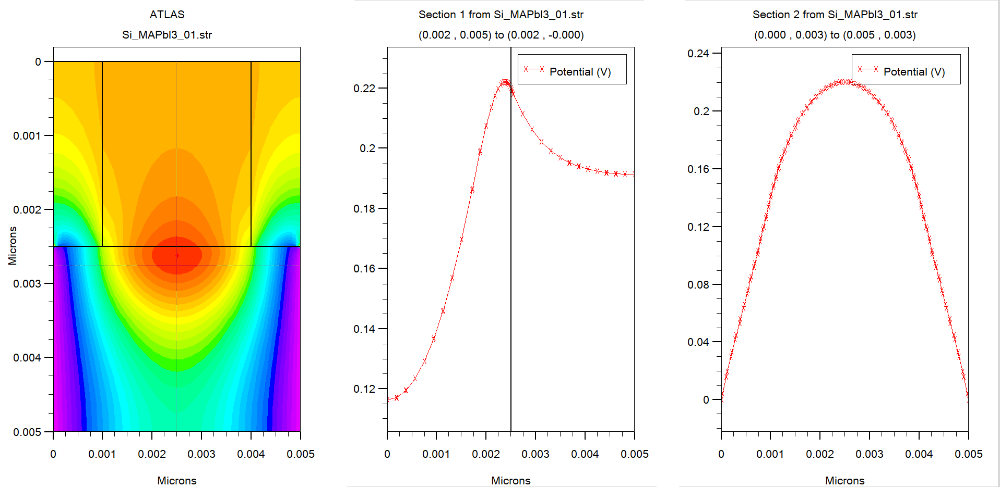 ATLAS
Si_MAPbI3_01.str
0
0.001
0.002
0.003
0.004
0.005
Microns
0 0.001 0.002 0.003 0.004 0.005
Microns
Section 1 from Si_MAPbI3_01.str
(0.002 , 0.005) to (0.002 , -0.000)
Potential (V)
0.22
0.2
0.18
0.16
0.14
0.12
0 0.001 0.002 0.003 0.004 0.005
Microns
Section 2 from Si_MAPbI3_01.str
(0.000 , 0.003) to (0.005 , 0.003)
Potential (V)
0.24
0.2
0.16
0.12
0.08
0.04
0
0 0.001 0.002 0.003 0.004 0.005
Microns